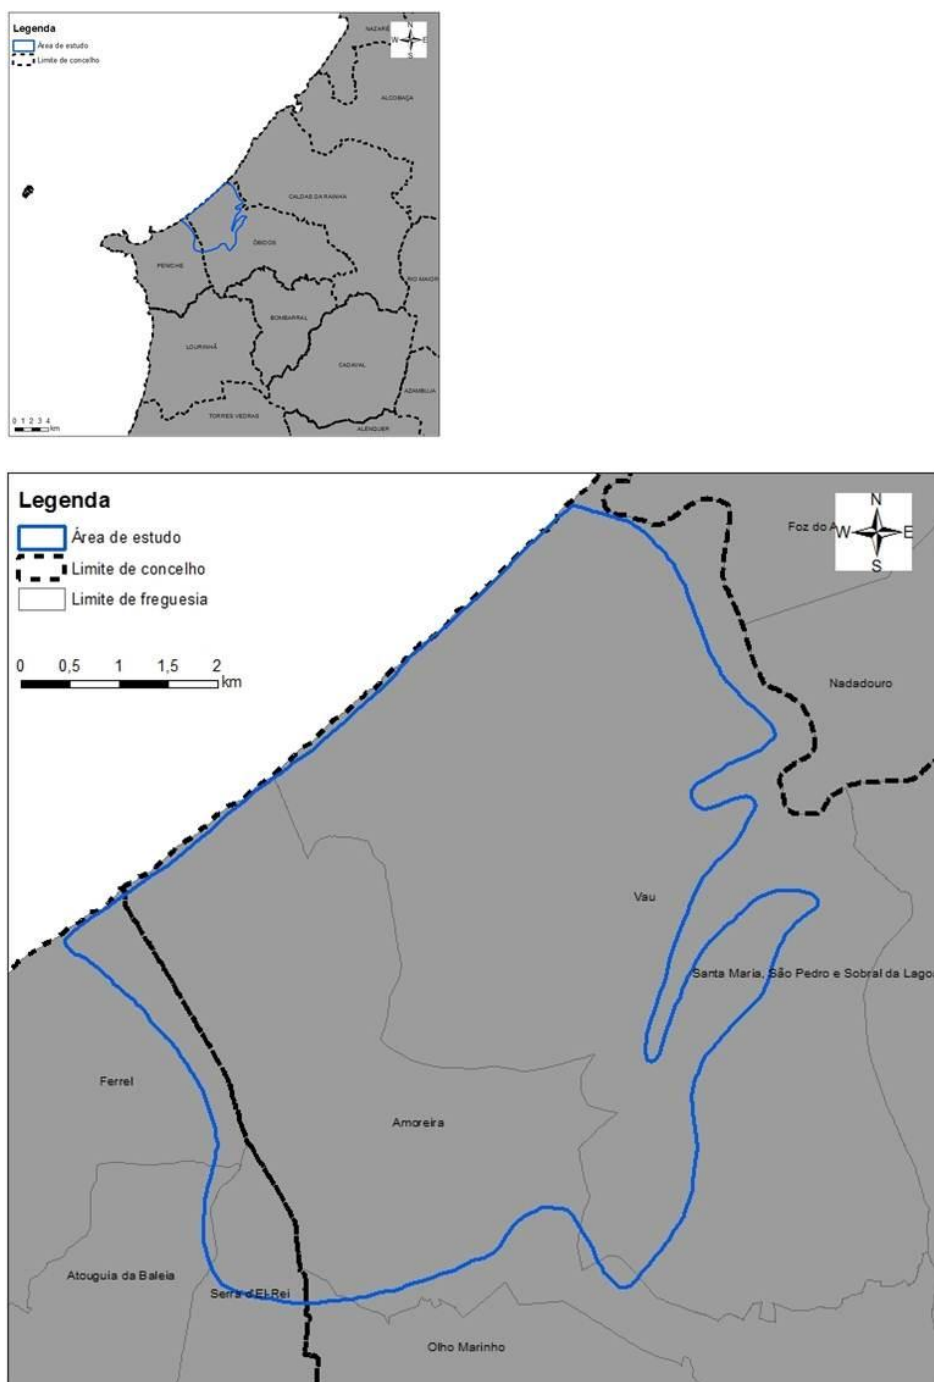 Legenda
Área de estudo
Limite de concelho
N
W E
S
NAZARÉ
ALCOBAÇA
CALDAS DA RAINHA
ÓBIDOS
PENICHE
RIO MAIOR
BOMBARRAL
LOURINHÃ
CADAVAL
AZAMBUJA
TORRES VEDRAS
ALENQUER
0 1 2 3 4
km
Legenda
Área de estudo
Limite de concelho
Limite de freguesia
0 0,5 1 1,5 2
km
N
W E
S
Foz do A
Nadadouro
Vau
Santa Maria, São Pedro e Sobral da Lago
Ferrel
Amoreira
Atouguia da Baleia
Serra d'El-Rei
Olho Marinho